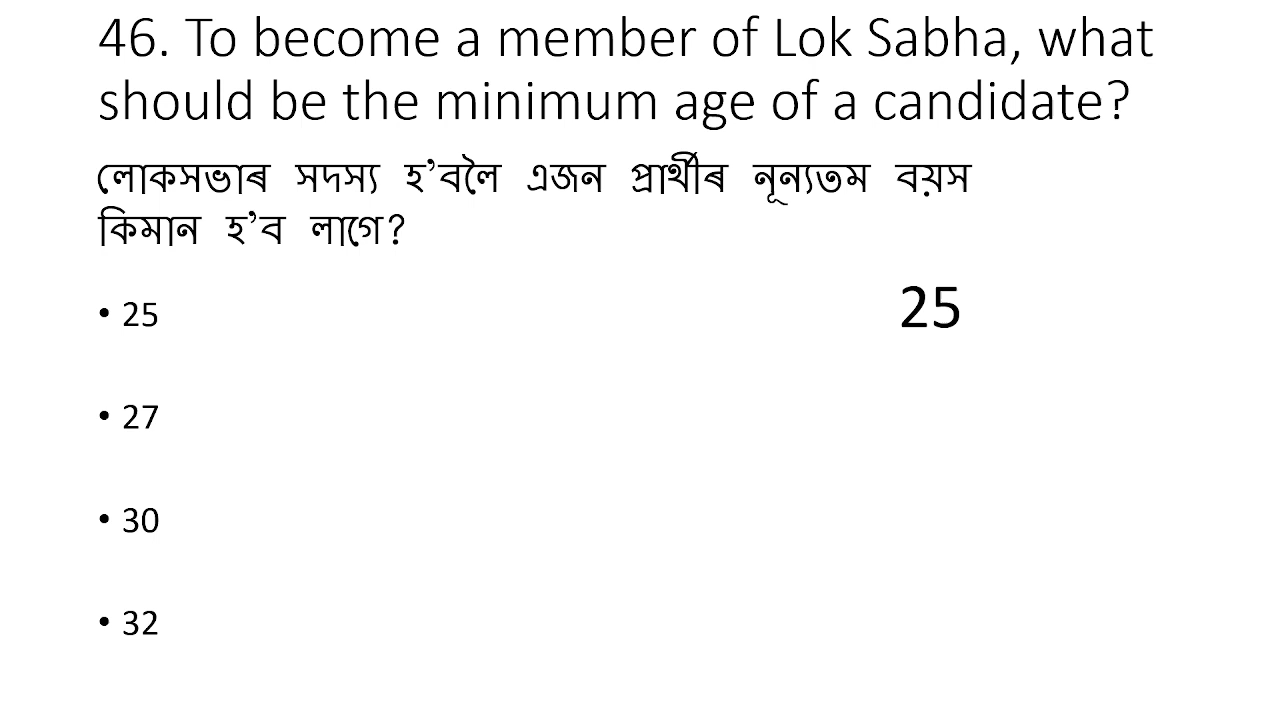 46. To become a member of Lok Sabha, what
should be the minimum age of a candidate?
লোকসভাৰ সদস্য হ’বলৈ এজন প্ৰাৰ্থীৰ নূন্যতম বয়স
কিমান হ’ব লাগে?
• 25
25
• 27
• 30
• 32